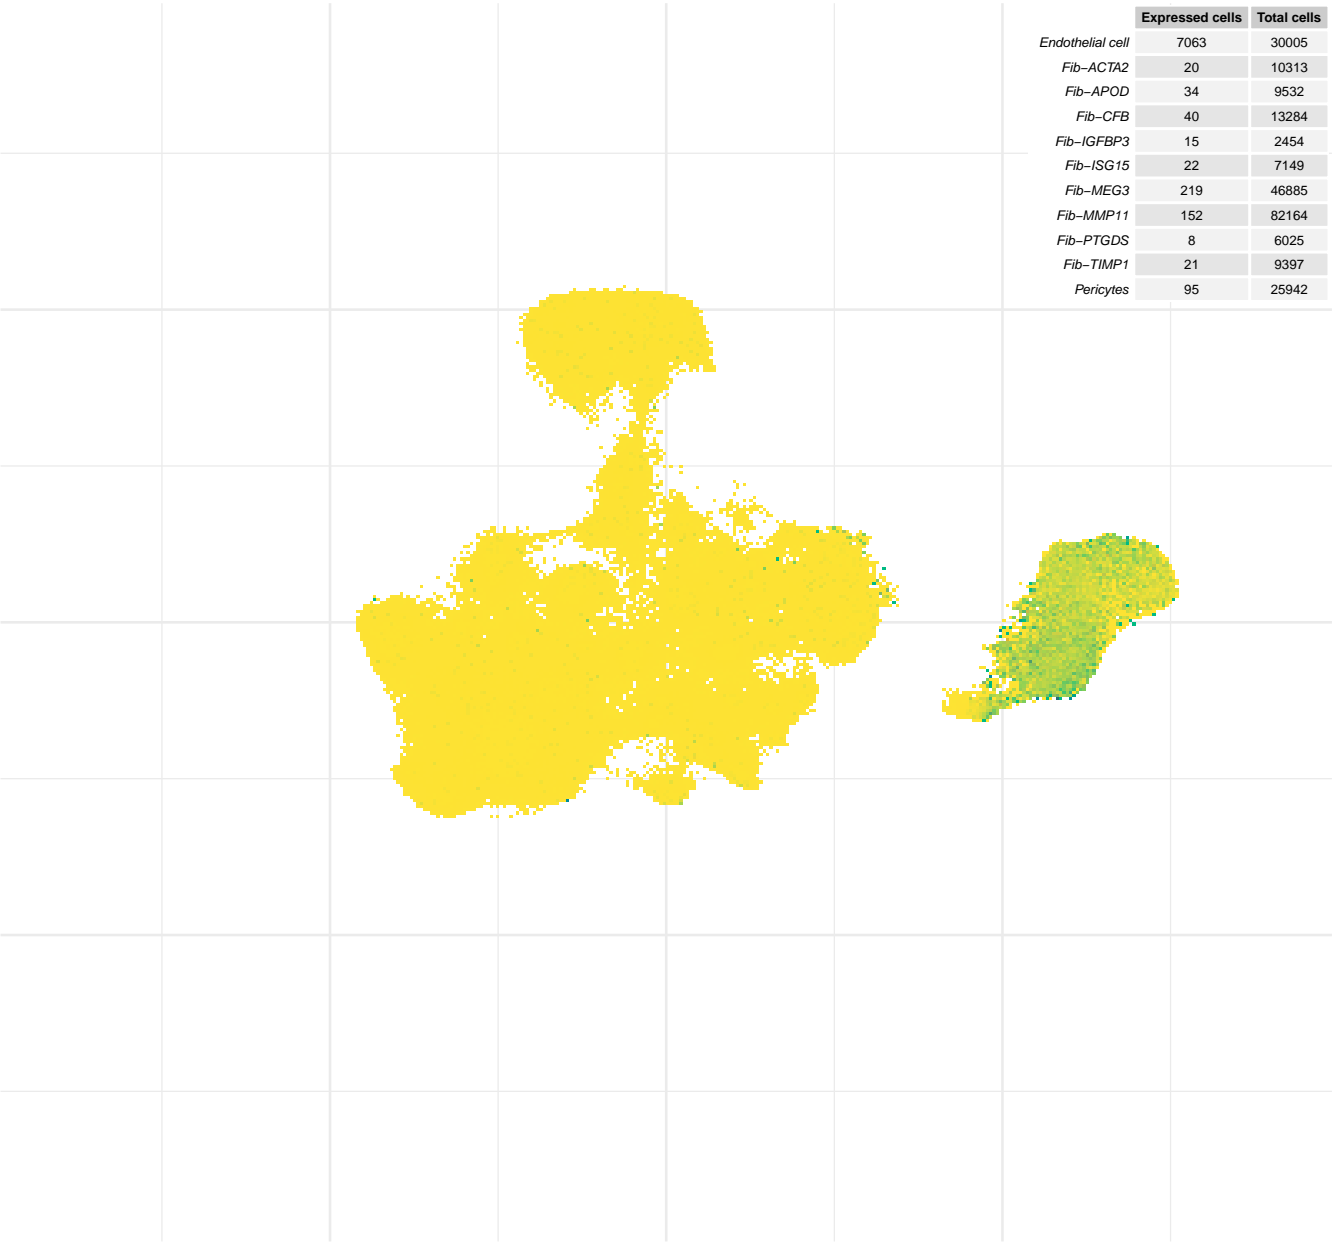 Expressed cells Total cells
Endothelial cell 7063 30005
Fib−ACTA2 20 10313
Fib−APOD 34 9532
Fib−CFB 40 13284
Fib−IGFBP3 15 2454
Fib−ISG15 22 7149
Fib−MEG3 219 46885
Fib−MMP11 152 82164
Fib−PTGDS 8 6025
Fib−TIMP1 21 9397
Pericytes 95 25942